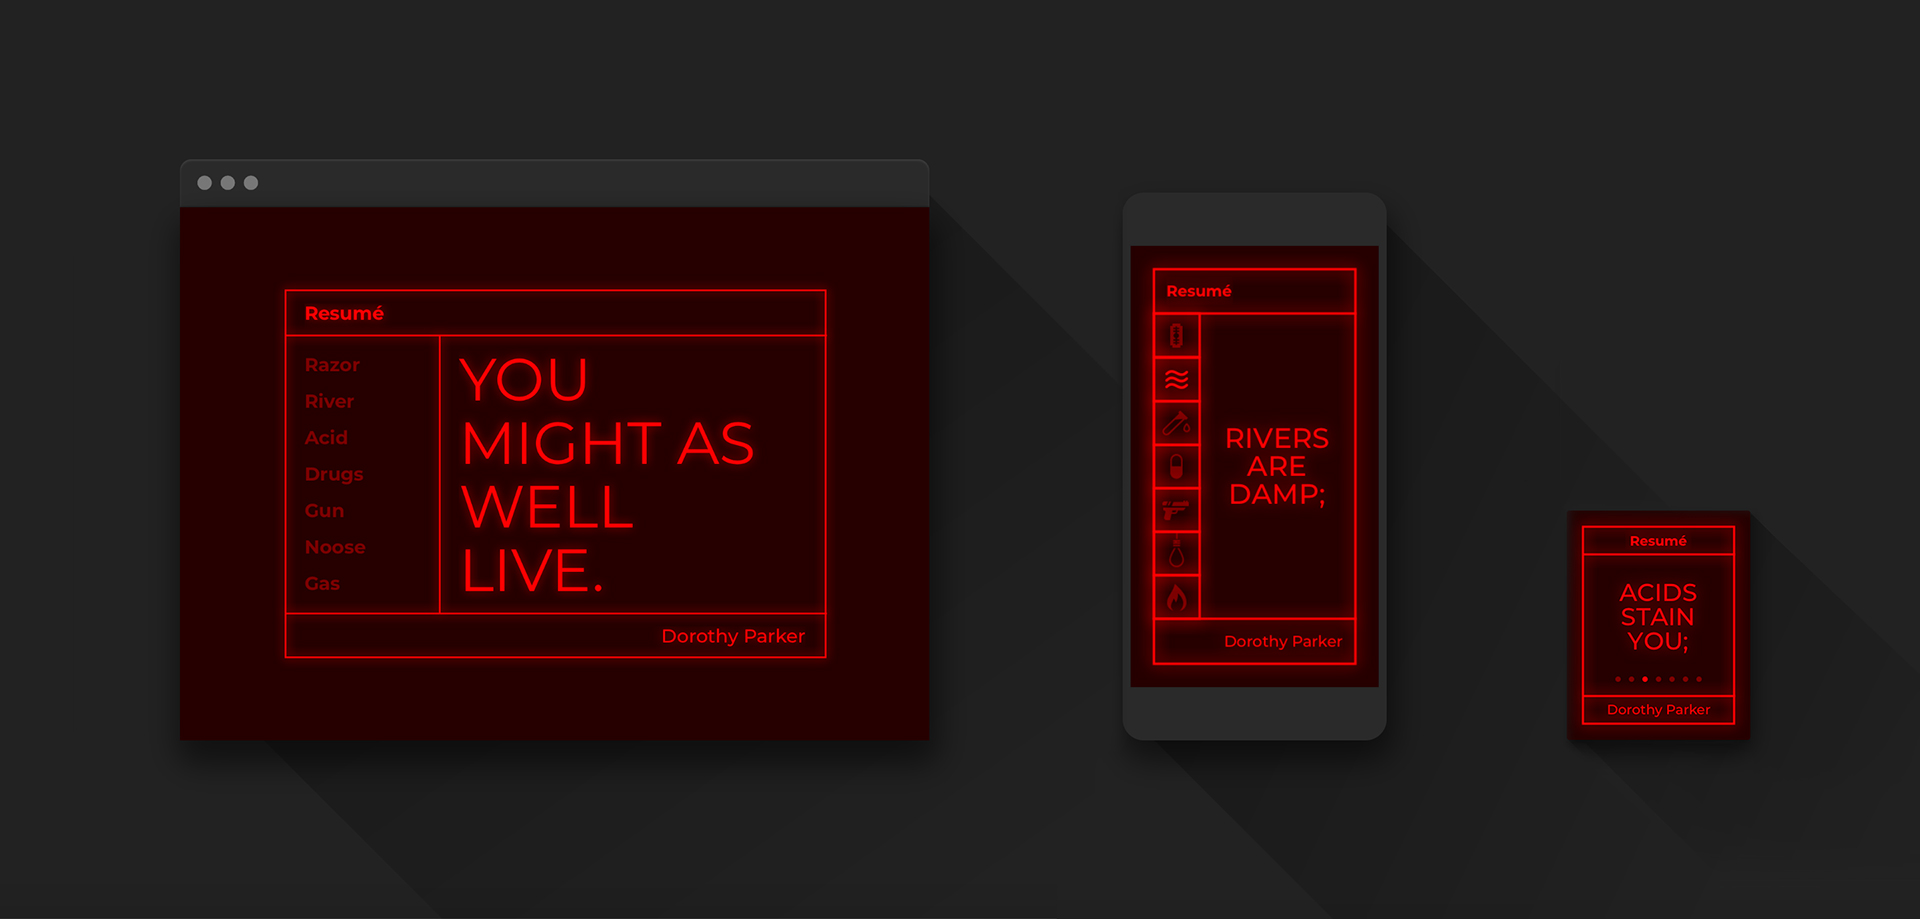 Resumé
Razor
River
Acid
Drugs
Gun
Noose
Gas
YOU
MIGHT AS
WELL
LIVE.
Dorothy Parker
Resumé
RIVERS
ARE
DAMP;
Dorothy Parker
Resumé
ACIDS
STAIN
YOU;
Dorothy Parker